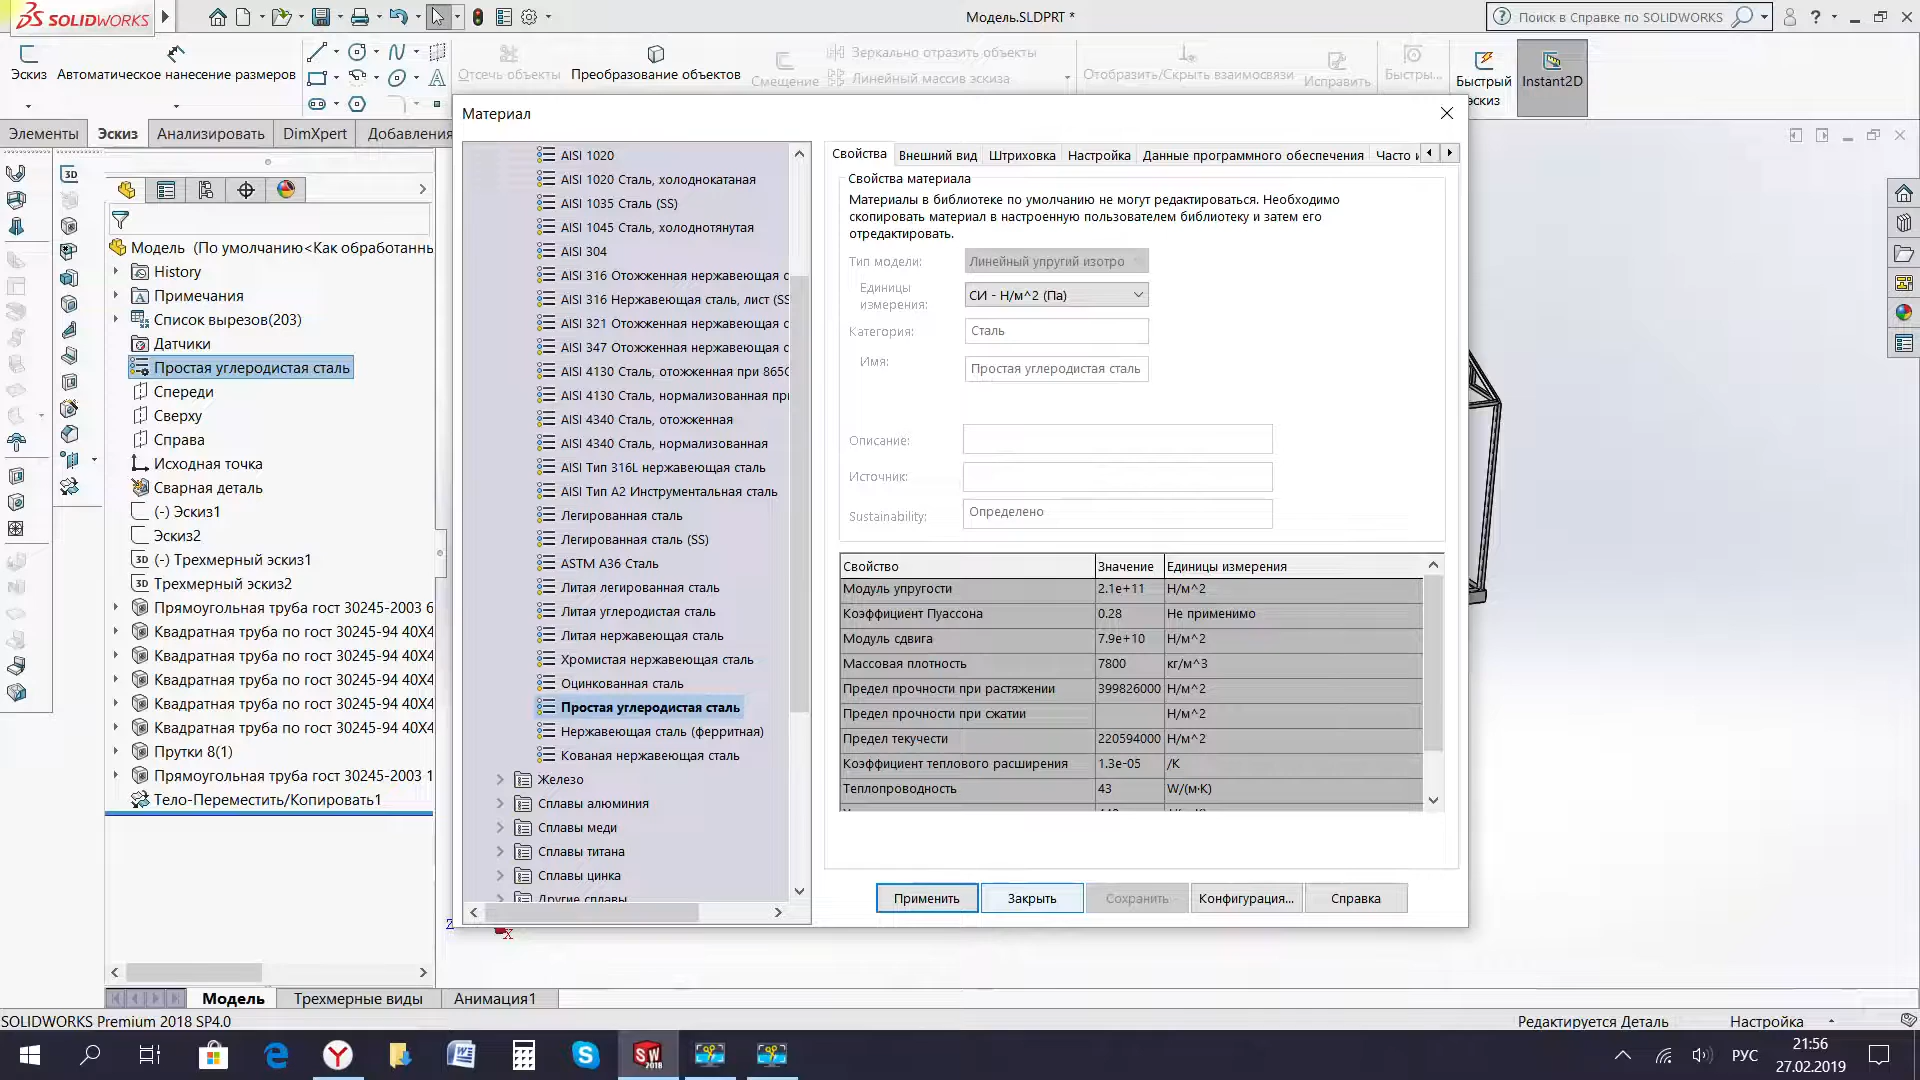 SOLIDWORKS
Модель.SLDPRT *
Поиск в Справке по SOLIDWORKS
Эскиз
Автоматическое нанесение размеров
Отсечь объекты
Преобразование объектов
Смещение
Зеркально отразить объекты
Линейный массив эскиза
Отобразить/Скрыть взаимосвязи
Исправить
Быстры...
Быстрый
эскиз
Instant2D
Элементы
Эскиз
Анализировать
DimXpert
Добавления
Модель (По умолчанию<Как обработаннь
History
Примечания
Список вырезов(203)
Датчики
Простая углеродистая сталь
Спереди
Сверху
Справа
Исходная точка
Сварная деталь
(-) Эскиз1
Эскиз2
3D (-) Трехмерный эскиз1
3D Трехмерный эскиз2
Прямоугольная труба гост 30245-2003 6
Квадратная труба по гост 30245-94 40X4
Квадратная труба по гост 30245-94 40X4
Квадратная труба по гост 30245-94 40X4
Квадратная труба по гост 30245-94 40X4
Квадратная труба по гост 30245-94 40X4
Прутки 8(1)
Прямоугольная труба гост 30245-2003 1
Тело-Переместить/Копировать1
Материал
AISI 1020
AISI 1020 Сталь, холоднокатаная
AISI 1035 Сталь (SS)
AISI 1045 Сталь, холоднотянутая
AISI 304
AISI 316 Отожженная нержавеющая с
AISI 316 Нержавеющая сталь, лист (SS
AISI 321 Отожженная нержавеющая с
AISI 347 Отожженная нержавеющая с
AISI 4130 Сталь, отожженная при 865C
AISI 4130 Сталь, нормализованная при
AISI 4340 Сталь, отожженная
AISI 4340 Сталь, нормализованная
AISI Тип 316L нержавеющая сталь
AISI Тип A2 Инструментальная сталь
Легированная сталь
Легированная сталь (SS)
ASTM A36 Сталь
Литая легированная сталь
Литая углеродистая сталь
Литая нержавеющая сталь
Хромистая нержавеющая сталь
Оцинкованная сталь
Простая углеродистая сталь
Нержавеющая сталь (ферритная)
Кованая нержавеющая сталь
Железо
Сплавы алюминия
Сплавы меди
Сплавы титана
Сплавы цинка
Другие сплавы
Свойства
Внешний вид
Штриховка
Настройка
Данные программного обеспечения
Часто и
Свойства материала
Материалы в библиотеке по умолчанию не могут редактироваться. Необходимо
скопировать материал в настроенную пользователем библиотеку и затем его
отредактировать.
Тип модели: Линейный упругий изотро
Единицы
измерения: СИ - Н/м^2 (Па)
Категория: Сталь
Имя: Простая углеродистая сталь
Описание:
Источник:
Sustainability: Определено
Свойство Значение Единицы измерения
Модуль упругости 2.1e+11 Н/м^2
Коэффициент Пуассона 0.28 Не применимо
Модуль сдвига 7.9e+10 Н/м^2
Массовая плотность 7800 кг/м^3
Предел прочности при растяжении 399826000 Н/м^2
Предел прочности при сжатии Н/м^2
Предел текучести 220594000 Н/м^2
Коэффициент теплового расширения 1.3e-05 /K
Теплопроводность 43 W/(m·K)
Применить
Закрыть
Сохранить
Конфигурация...
Справка
Z
X
Модель
Трехмерные виды
Анимация1
SOLIDWORKS Premium 2018 SP4.0
Редактируется Деталь
Настройка
РУС
21:56
27.02.2019